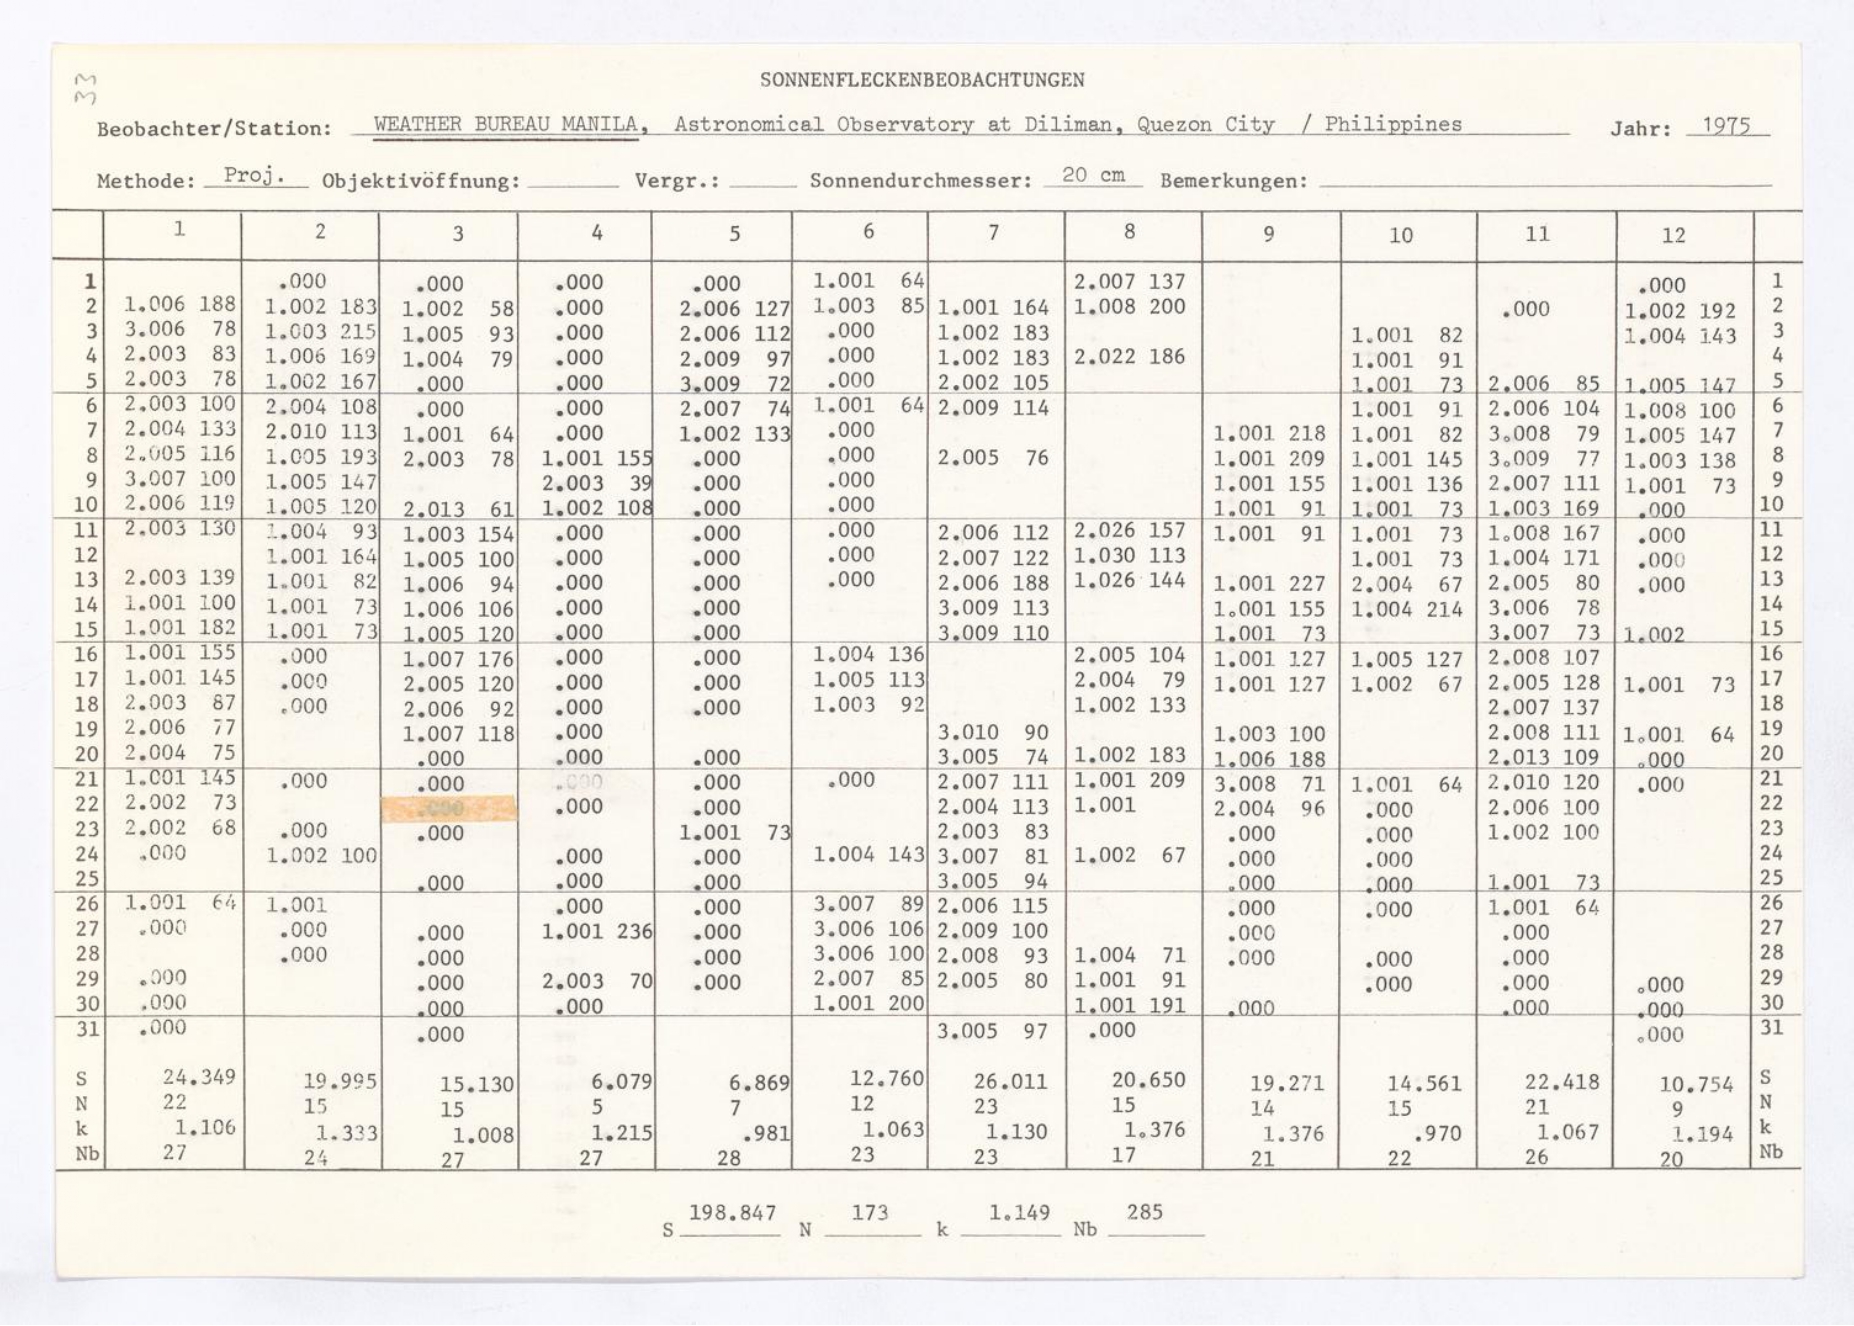 33
SONNENFLECKENBEOBACHTUNGEN
Beobachter/Station: WEATHER BUREAU MANILA, Astronomical Observatory at Diliman, Quezon City / Philippines Jahr: 1975
Methode: Proj. Objektivöffnung: Vergr.: Sonnendurchmesser: 20 cm Bemerkungen:
1 2 3 4 5 6 7 8 9 10 11 12
1 .000 .000 .000 .000 1.001 64 2.007 137 .000 1
2 1.006 188 1.002 183 1.002 58 .000 2.006 127 1.003 85 1.001 164 1.008 200 .000 1.002 192 2
3 3.006 78 1.003 215 1.005 93 .000 2.006 112 .000 1.002 183 1.001 82 1.004 143 3
4 2.003 83 1.006 169 1.004 79 .000 2.009 97 .000 1.002 183 2.022 186 1.001 91 4
5 2.003 78 1.002 167 .000 .000 3.009 72 .000 2.002 105 1.001 73 2.006 85 1.005 147 5
6 2.003 100 2.004 108 .000 .000 2.007 74 1.001 64 2.009 114 1.001 91 2.006 104 1.008 100 6
7 2.004 133 2.010 113 1.001 64 .000 1.002 133 .000 1.001 218 1.001 82 3.008 79 1.005 147 7
8 2.005 116 1.005 193 2.003 78 1.001 155 .000 .000 2.005 76 1.001 209 1.001 145 3.009 77 1.003 138 8
9 3.007 100 1.005 147 2.003 39 .000 .000 1.001 155 1.001 136 2.007 111 1.001 73 9
10 2.006 119 1.005 120 2.013 61 1.002 108 .000 .000 1.001 91 1.001 73 1.003 169 .000 10
11 2.003 130 1.004 93 1.003 154 .000 .000 .000 2.006 112 2.026 157 1.001 91 1.001 73 1.008 167 .000 11
12 1.001 164 1.005 100 .000 .000 .000 2.007 122 1.030 113 1.001 73 1.004 171 .000 12
13 2.003 139 1.001 82 1.006 94 .000 .000 .000 2.006 188 1.026 144 1.001 227 2.004 67 2.005 80 .000 13
14 1.001 100 1.001 73 1.006 106 .000 .000 3.009 113 1.001 155 1.004 214 3.006 78 14
15 1.001 182 1.001 73 1.005 120 .000 .000 3.009 110 1.001 73 3.007 73 1.002 15
16 1.001 155 .000 1.007 176 .000 .000 1.004 136 2.005 104 1.001 127 1.005 127 2.008 107 16
17 1.001 145 .000 2.005 120 .000 .000 1.005 113 2.004 79 1.001 127 1.002 67 2.005 128 1.001 73 17
18 2.003 87 .000 2.006 92 .000 .000 1.003 92 1.002 133 2.007 137 18
19 2.006 77 1.007 118 .000 3.010 90 1.003 100 2.008 111 1.001 64 19
20 2.004 75 .000 .000 .000 3.005 74 1.002 183 1.006 188 2.013 109 .000 20
21 1.001 145 .000 .000 .000 .000 .000 2.007 111 1.001 209 3.008 71 1.001 64 2.010 120 .000 21
22 2.002 73 .000 .000 .000 2.004 113 1.001 2.004 96 .000 2.006 100 22
23 2.002 68 .000 .000 1.001 73 2.003 83 .000 .000 1.002 100 23
24 .000 1.002 100 .000 .000 1.004 143 3.007 81 1.002 67 .000 .000 24
25 .000 .000 .000 3.005 94 .000 .000 1.001 73 25
26 1.001 64 1.001 .000 .000 3.007 89 2.006 115 .000 .000 1.001 64 26
27 .000 .000 .000 1.001 236 .000 3.006 106 2.009 100 .000 .000 27
28 .000 .000 .000 3.006 100 2.008 93 1.004 71 .000 .000 .000 28
29 .000 .000 2.003 70 .000 2.007 85 2.005 80 1.001 91 .000 .000 .000 29
30 .000 .000 .000 1.001 200 1.001 191 .000 .000 .000 30
31 .000 .000 3.005 97 .000 .000 31
S 24.349 19.995 15.130 6.079 6.869 12.760 26.011 20.650 19.271 14.561 22.418 10.754 S
N 22 15 15 5 7 12 23 15 14 15 21 9 N
k 1.106 1.333 1.008 1.215 .981 1.063 1.130 1.376 1.376 .970 1.067 1.194 k
Nb 27 24 27 27 28 23 23 17 21 22 26 20 Nb
S 198.847 N 173 k 1.149 Nb 285